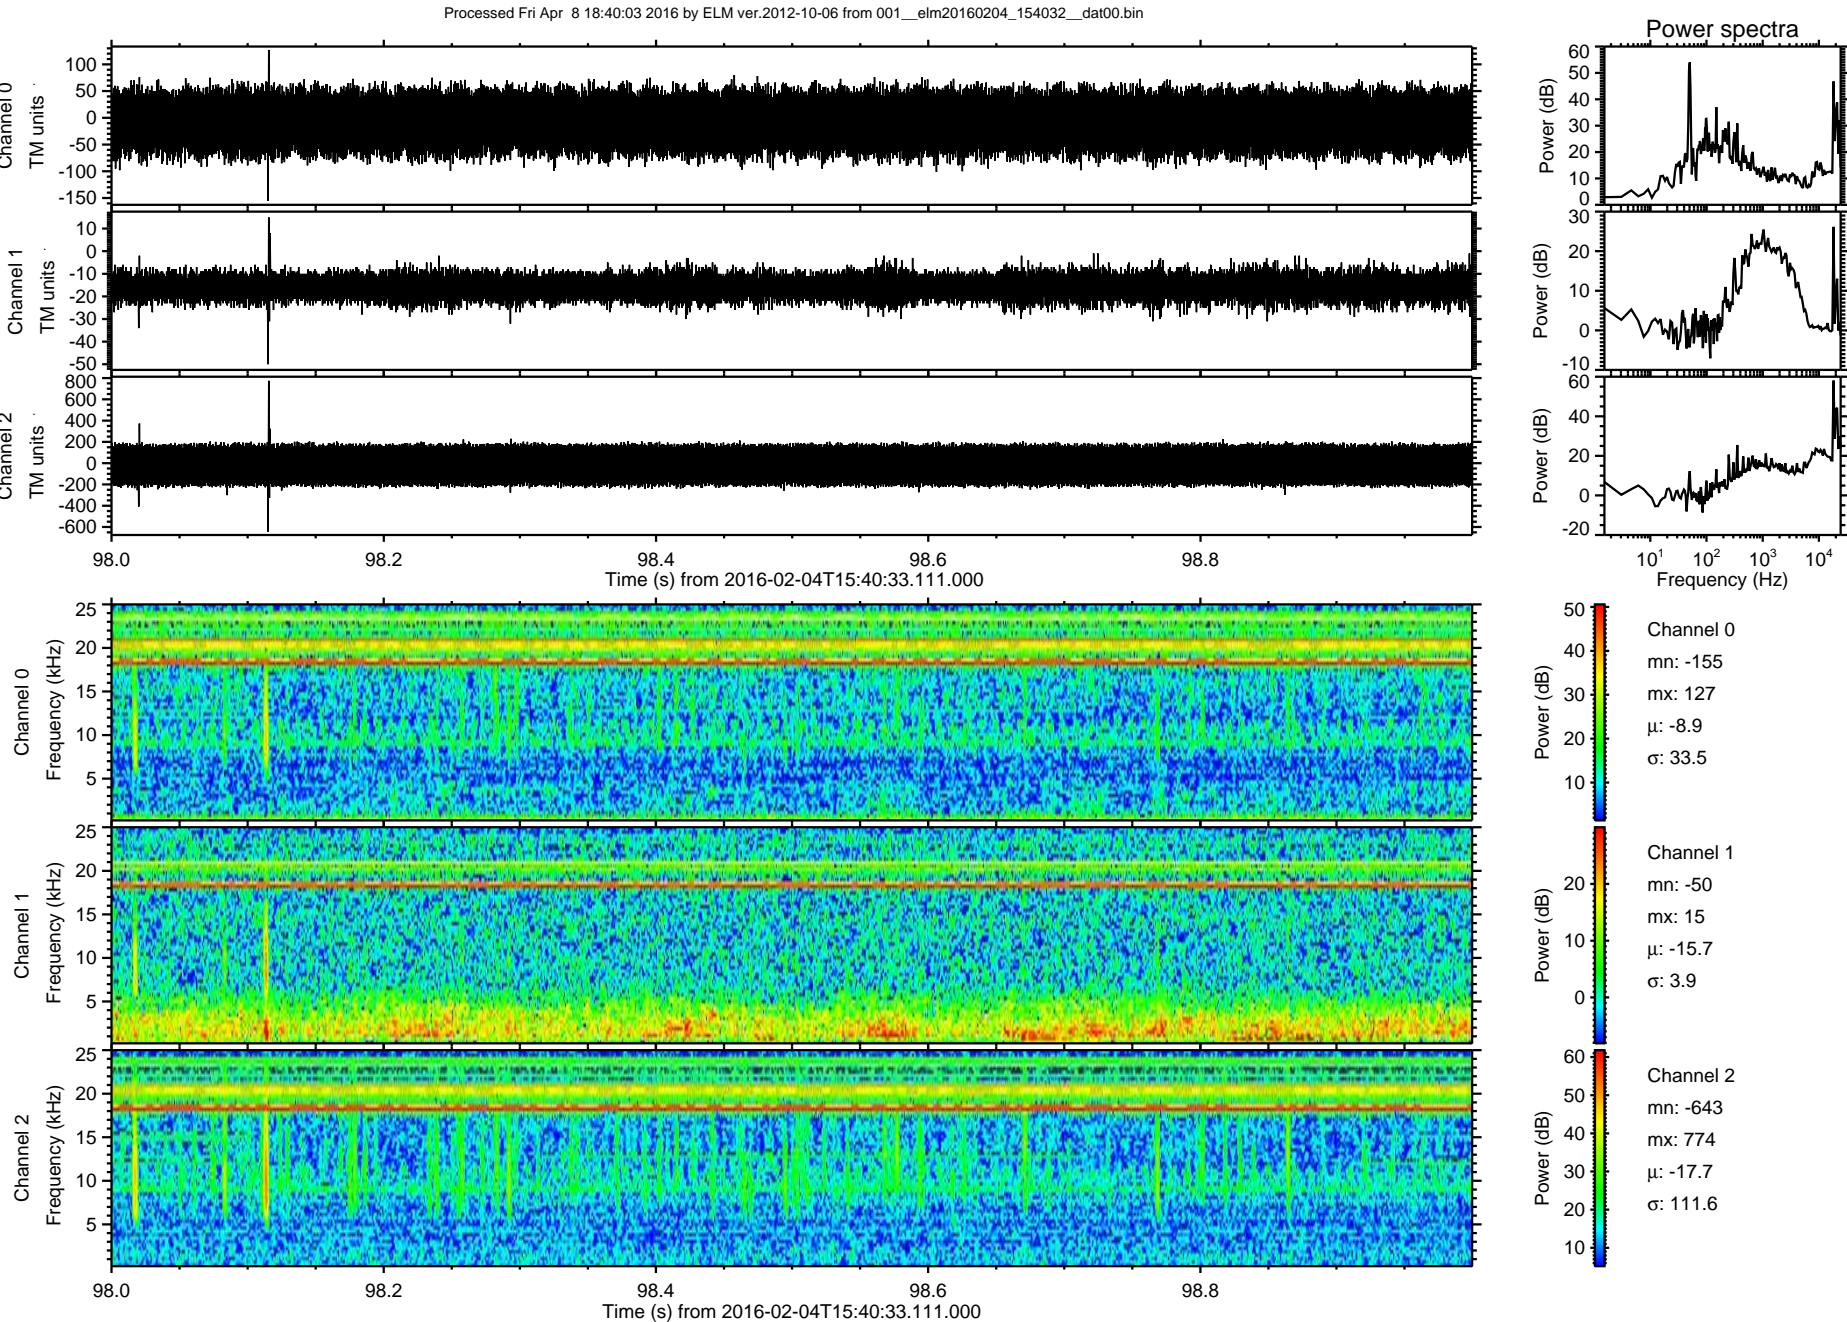 Processed Fri Apr  8 18:40:03 2016 by ELM ver.2012-10-06 from 001__elm20160204_154032__dat00.bin
Power spectra
Channel 0
TM units
100
50
0
-50
-100
-150
Power (dB)
60
50
40
30
20
10
0
Channel 1
TM units
10
0
-10
-20
-30
-40
-50
Power (dB)
30
20
10
0
-10
Channel 2
TM units
800
600
400
200
0
-200
-400
-600
Power (dB)
60
40
20
0
-20
98.0 98.2 98.4 98.6 98.8
Time (s) from 2016-02-04T15:40:33.111.000
10^1 10^2 10^3 10^4
Frequency (Hz)
Channel 0
Frequency (kHz)
25
20
15
10
5
Power (dB)
50
40
30
20
10
Channel 0
mn: -155
mx: 127
μ: -8.9
σ: 33.5
Channel 1
Frequency (kHz)
25
20
15
10
5
Power (dB)
20
10
0
Channel 1
mn: -50
mx: 15
μ: -15.7
σ: 3.9
Channel 2
Frequency (kHz)
25
20
15
10
5
Power (dB)
60
50
40
30
20
10
Channel 2
mn: -643
mx: 774
μ: -17.7
σ: 111.6
98.0 98.2 98.4 98.6 98.8
Time (s) from 2016-02-04T15:40:33.111.000